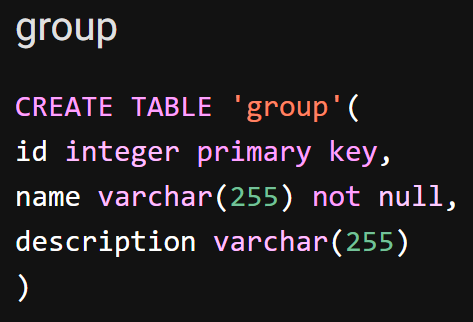 group
CREATE TABLE 'group'(
id integer primary key,
name varchar(255) not null,
description varchar(255)
)